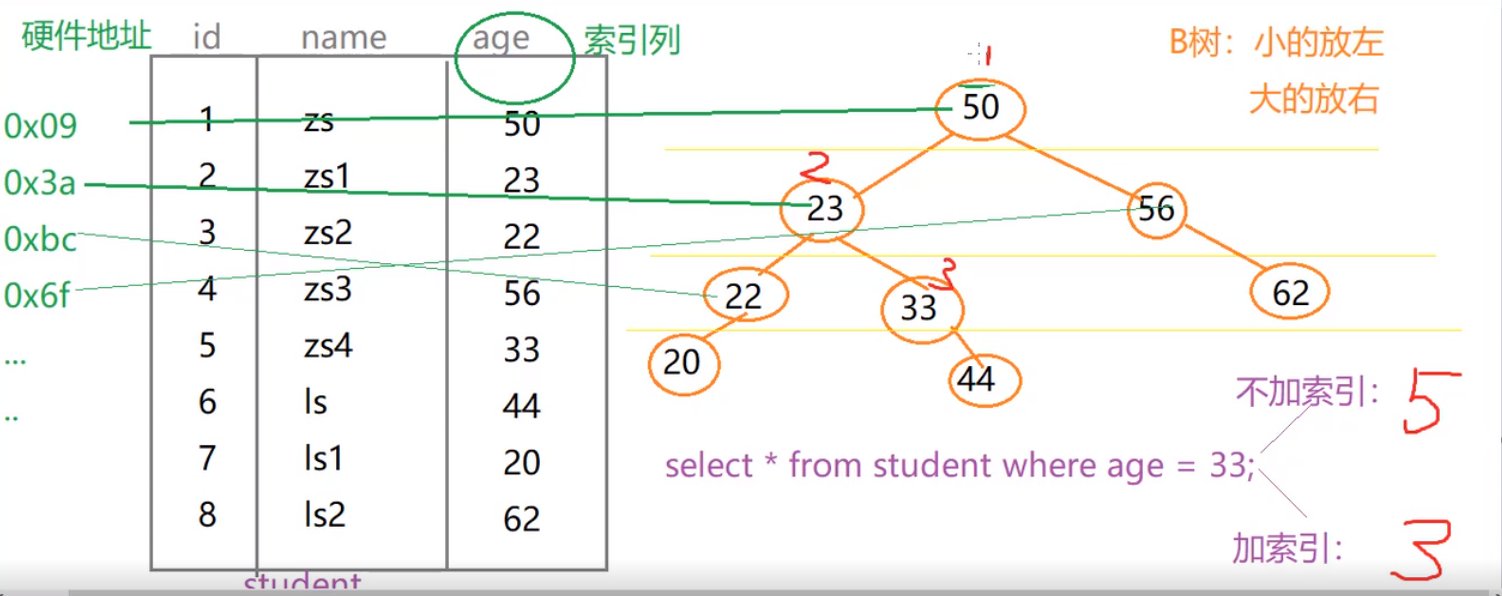 硬件地址 id name age 索引列
0x09 1 zs 50
0x3a 2 zs1 23
0xbc 3 zs2 22
0x6f 4 zs3 56
... 5 zs4 33
.. 6 ls 44
7 ls1 20
8 ls2 62
student
B树：小的放左
大的放右
1
50
2
23 56
3
22 33 62
20 44
不加索引： 5
select * from student where age = 33;
加索引： 3